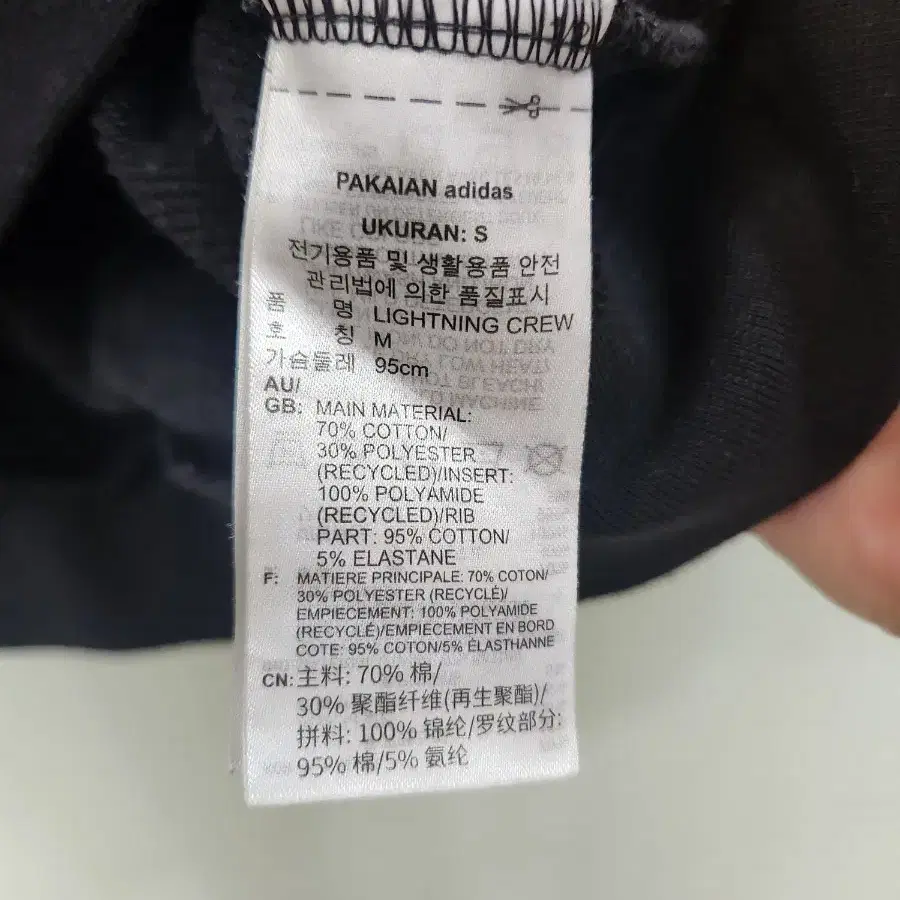 PAKAIAN adidas
UKURAN: S
전기용품 및 생활용품 안전
관리법에 의한 품질표시
품 명 LIGHTNING CREW
호 칭 M
가슴둘레 95cm
AU/
GB: MAIN MATERIAL:
70% COTTON/
30% POLYESTER
(RECYCLED)/INSERT:
100% POLYAMIDE
(RECYCLED)/RIB
PART: 95% COTTON/
5% ELASTANE
F: MATIERE PRINCIPALE: 70% COTON/
30% POLYESTER (RECYCLÉ)/
EMPIECEMENT: 100% POLYAMIDE
(RECYCLÉ)/EMPIECEMENT EN BORD
COTE: 95% COTON/5% ELASTHANNE
CN: 主料: 70% 棉/
30% 聚酯纤维(再生聚酯)/
拼料: 100% 锦纶/罗纹部分:
95% 棉/5% 氨纶